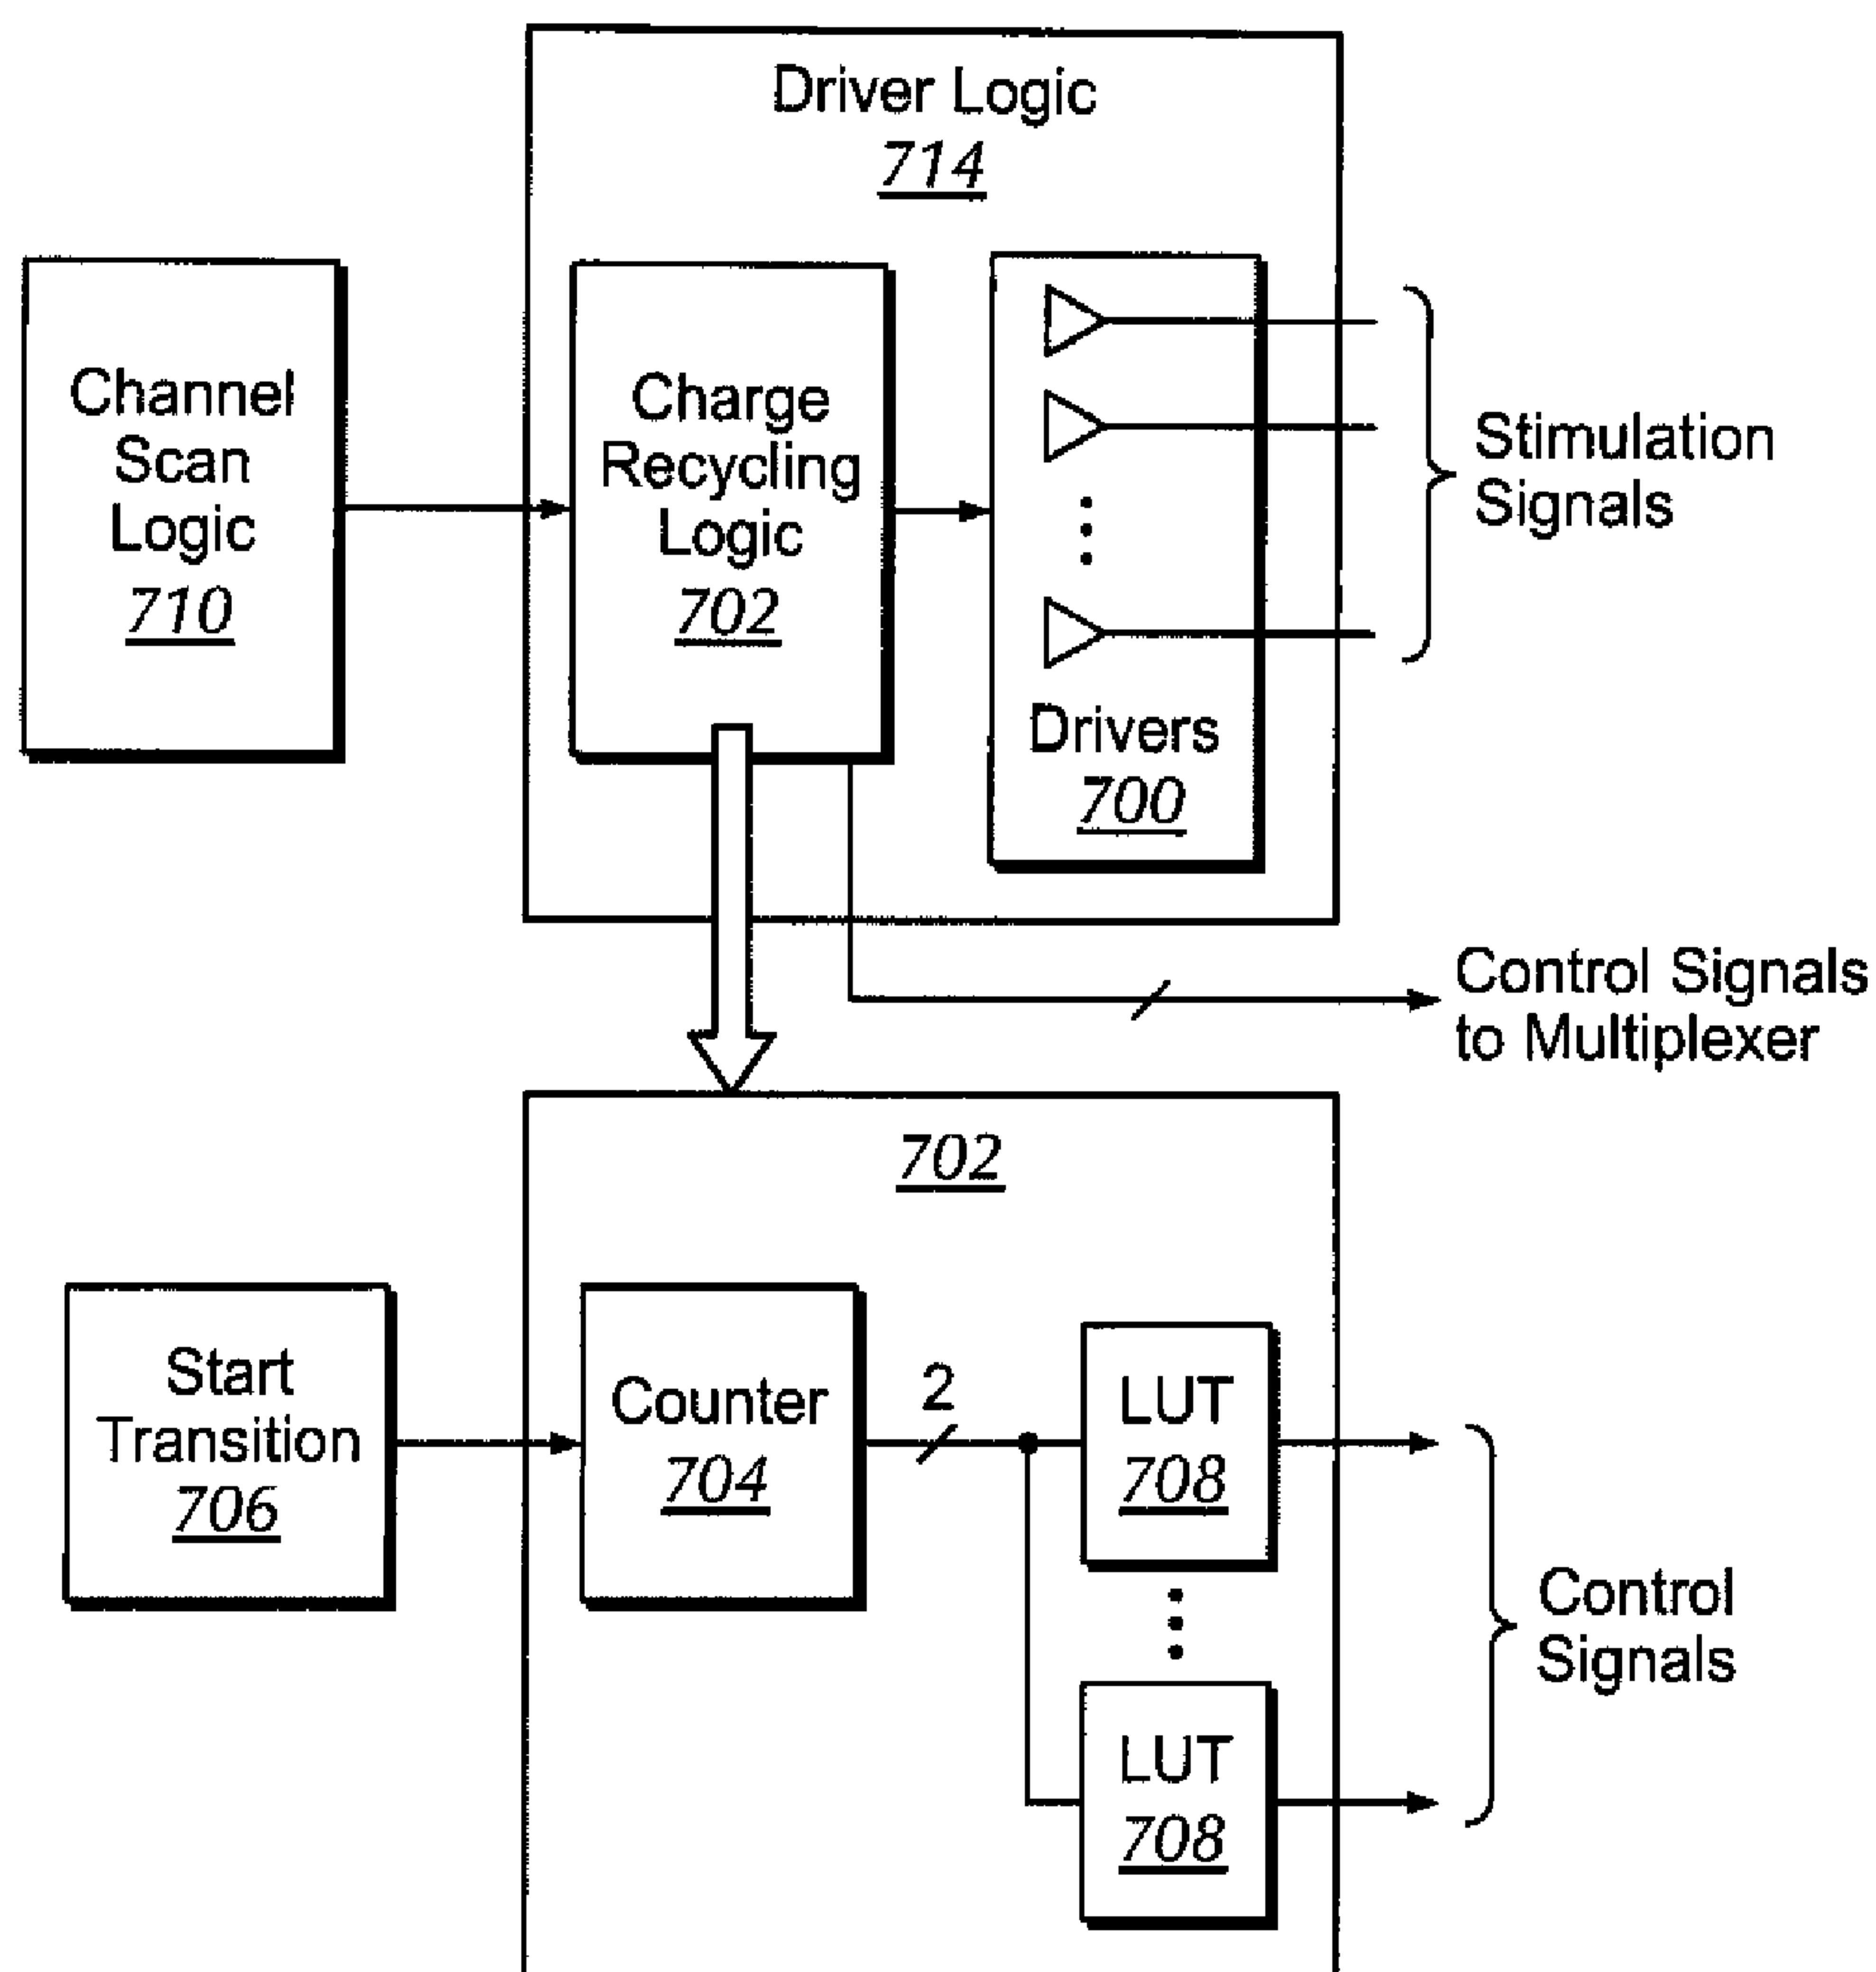 Driver Logic
714
Channel
Scan
Logic
710
Charge
Recycling
Logic
702
Drivers
700
Stimulation
Signals
Control Signals
to Multiplexer
702
Start
Transition
706
Counter
704
2
LUT
708
LUT
708
Control
Signals